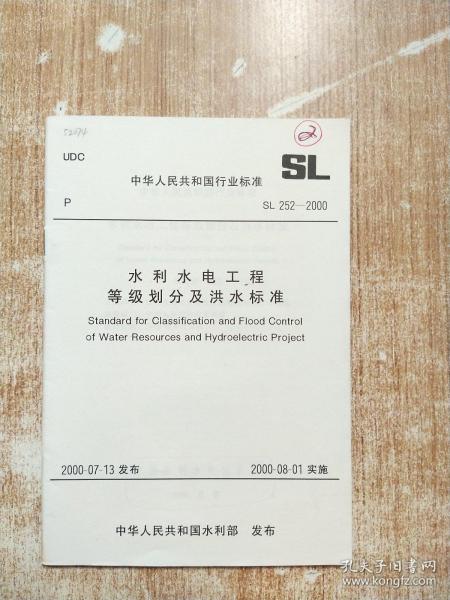 52074
②
UDC
SL
中华人民共和国行业标准
P
SL 252—2000
水利水电工程
等级划分及洪水标准
Standard for Classification and Flood Control
of Water Resources and Hydroelectric Project
2000-07-13 发布
2000-08-01 实施
中华人民共和国水利部 发布
孔夫子旧书网
www.kongfz.com